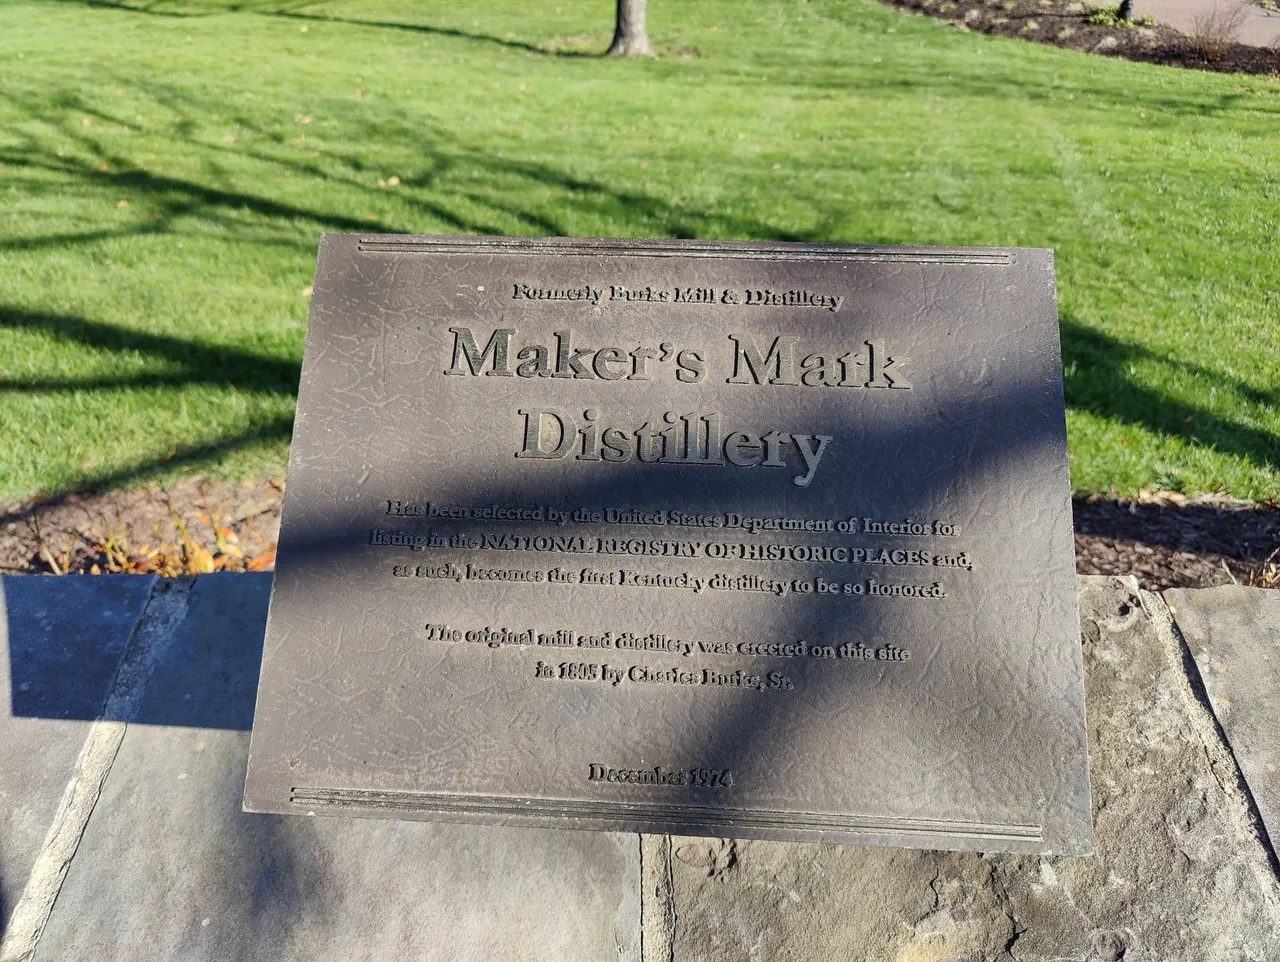 Formerly Burks Mill & Distillery
Maker's Mark
Distillery
Has been selected by the United States Department of Interior for
listing in the NATIONAL REGISTRY OF HISTORIC PLACES and,
as such, becomes the first Kentucky distillery to be so honored.
The original mill and distillery was erected on this site
in 1805 by Charles Burks, Sr.
December 1974